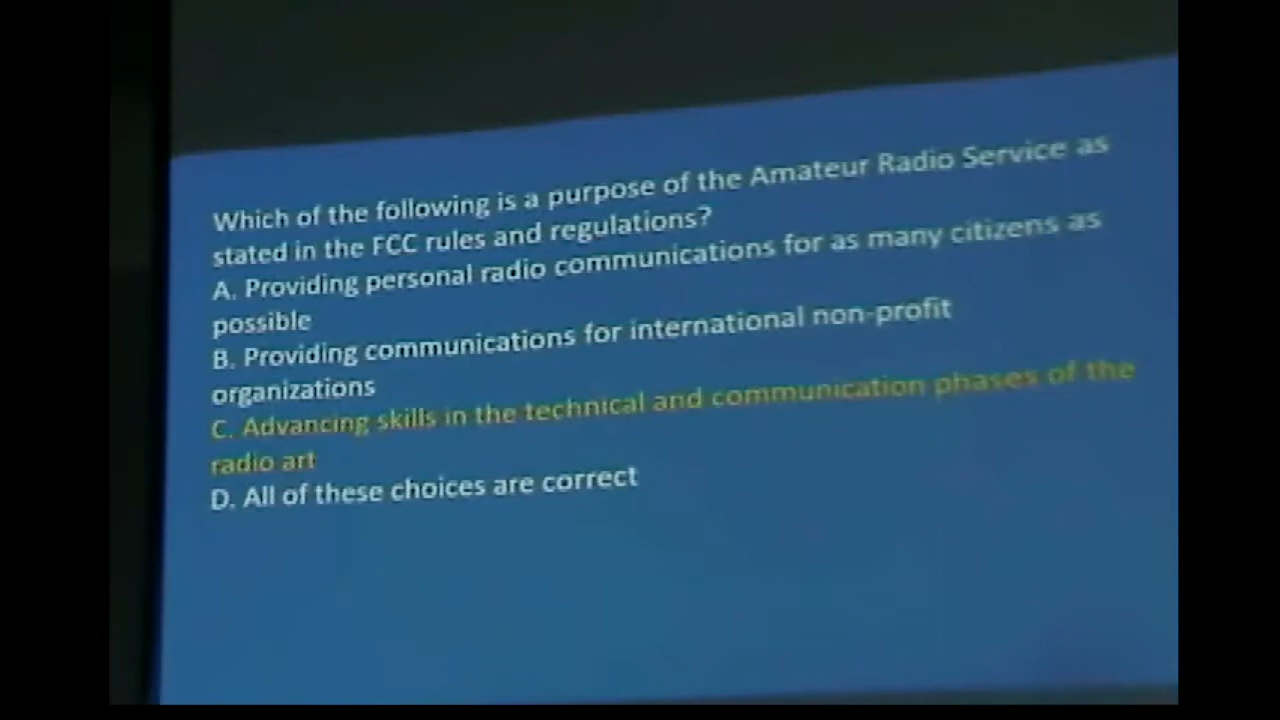 Which of the following is a purpose of the Amateur Radio Service as
stated in the FCC rules and regulations?
A. Providing personal radio communications for as many citizens as
possible
B. Providing communications for international non-profit
organizations
C. Advancing skills in the technical and communication phases of the
radio art
D. All of these choices are correct